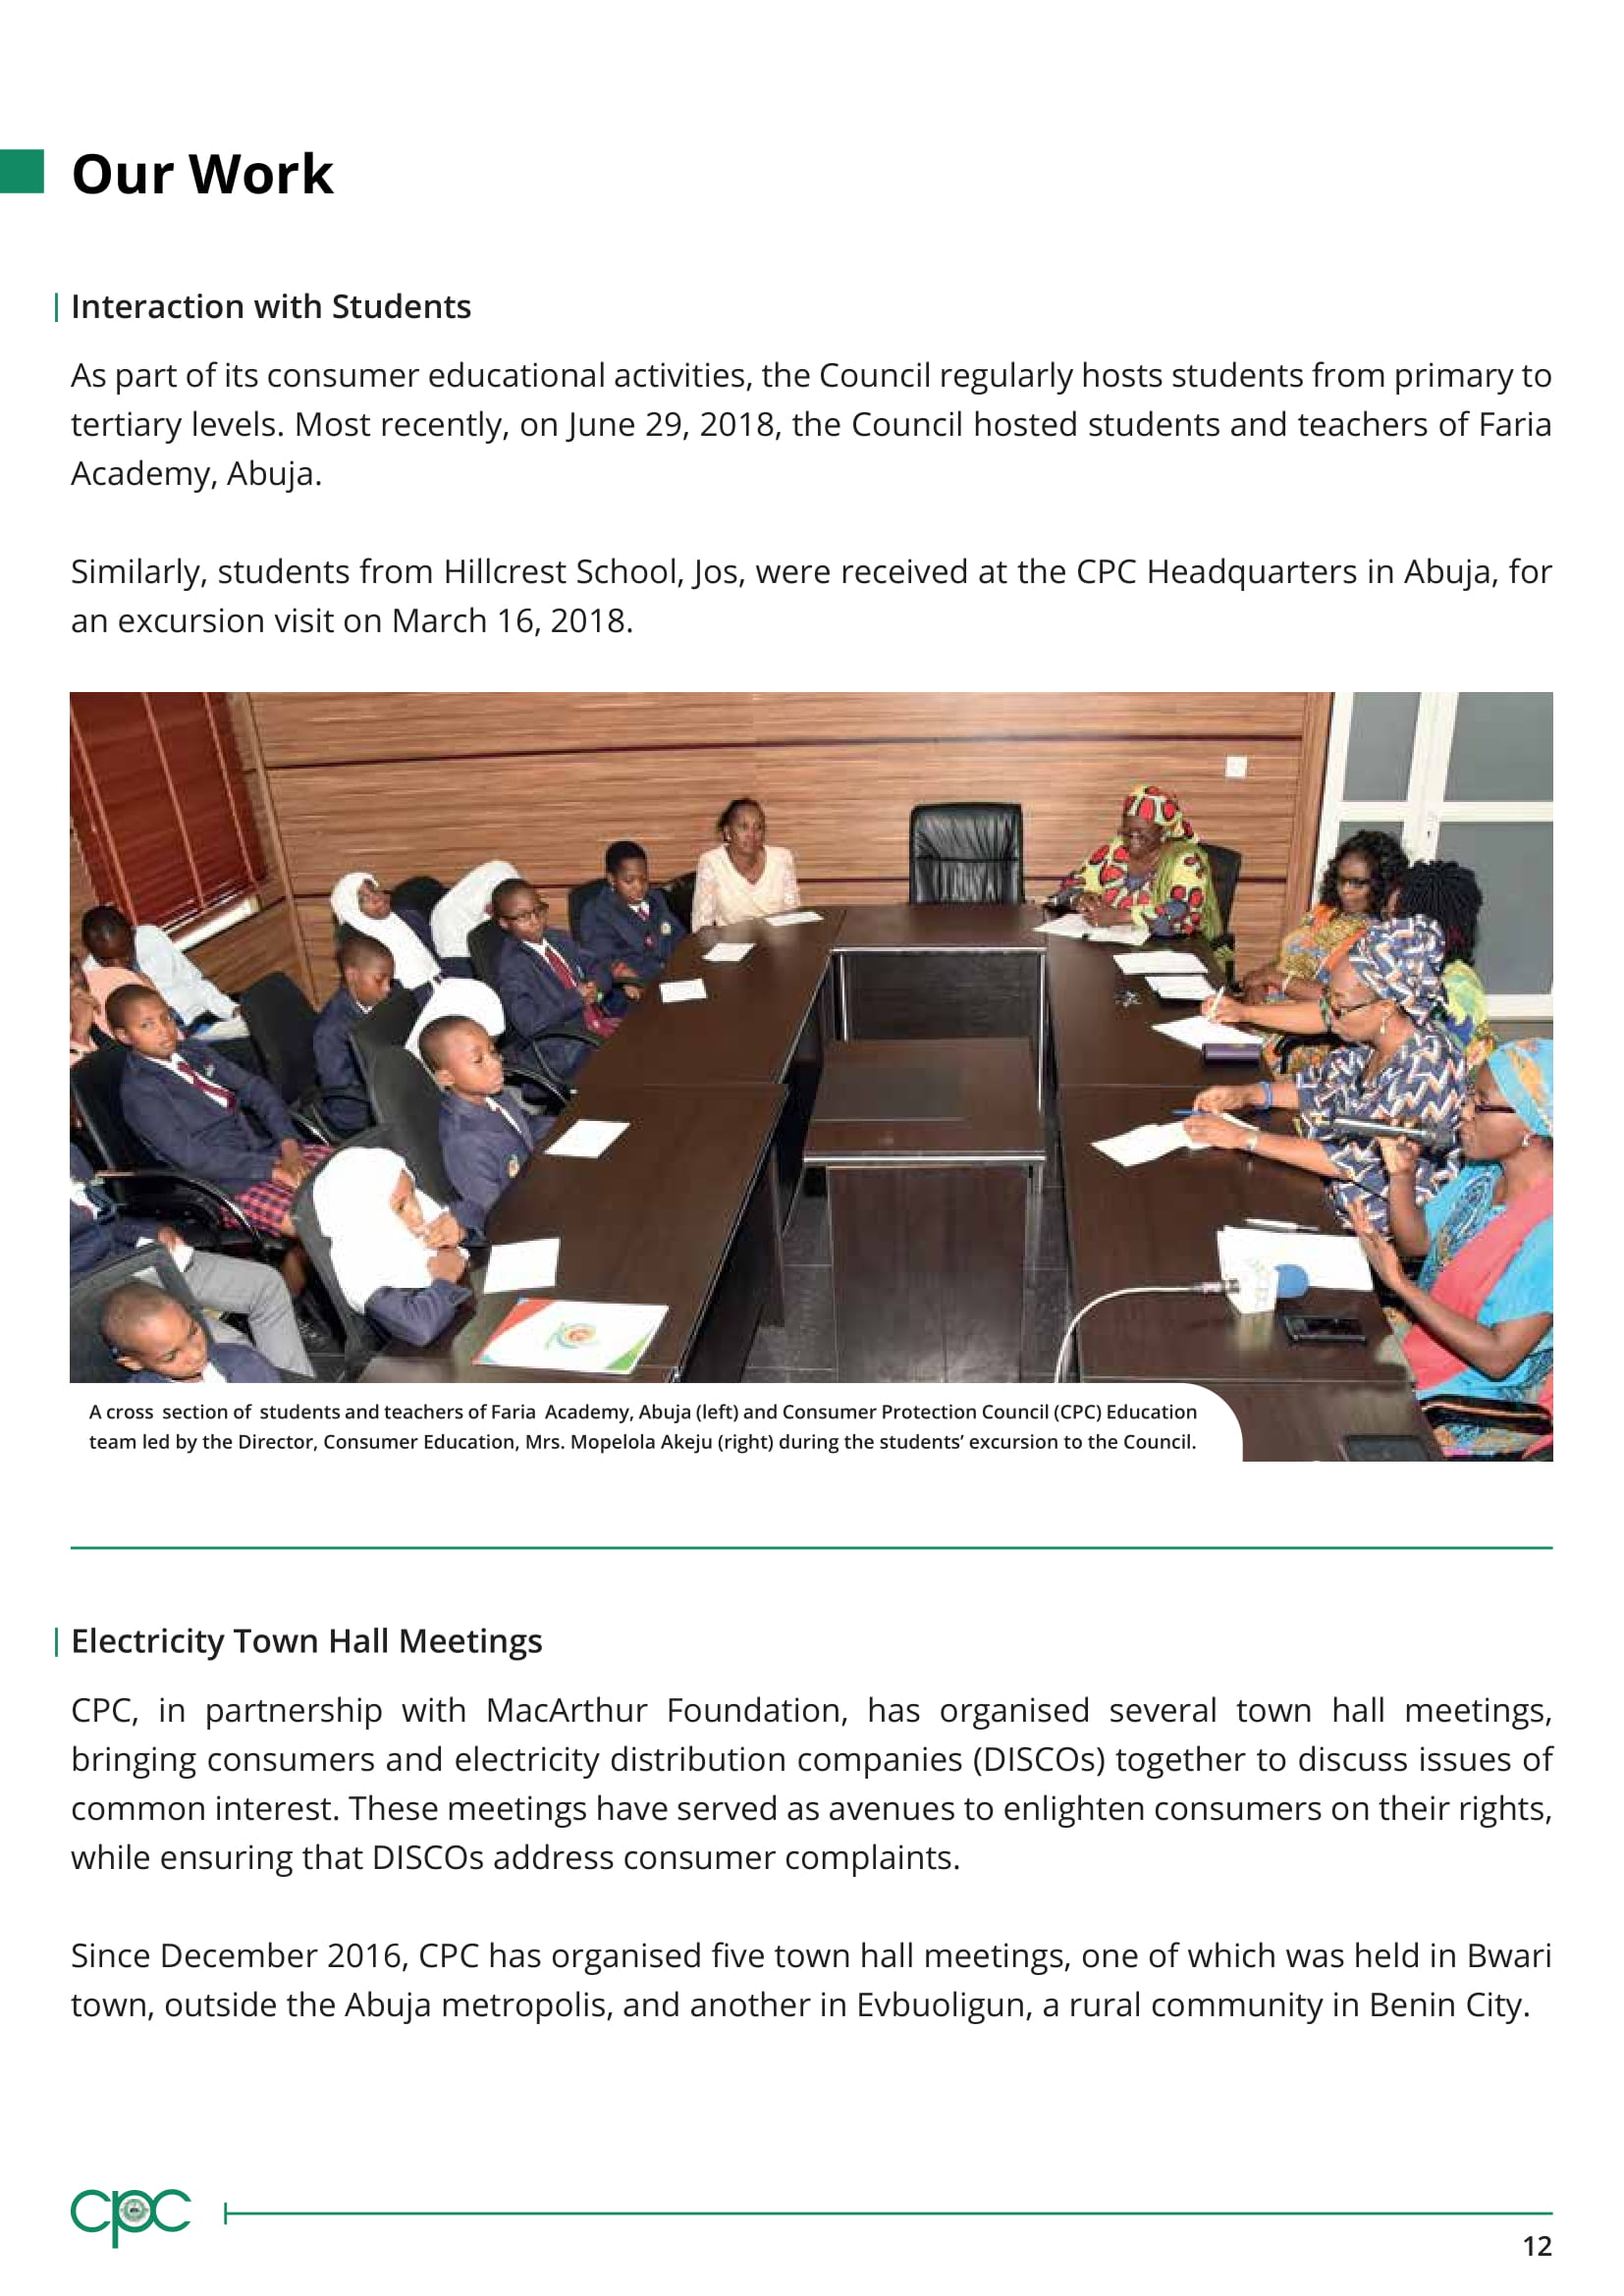 Our Work
Interaction with Students
As part of its consumer educational activities, the Council regularly hosts students from primary to
tertiary levels. Most recently, on June 29, 2018, the Council hosted students and teachers of Faria
Academy, Abuja.
Similarly, students from Hillcrest School, Jos, were received at the CPC Headquarters in Abuja, for
an excursion visit on March 16, 2018.
A cross section of students and teachers of Faria Academy, Abuja (left) and Consumer Protection Council (CPC) Education
team led by the Director, Consumer Education, Mrs. Mopelola Akeju (right) during the students’ excursion to the Council.
Electricity Town Hall Meetings
CPC, in partnership with MacArthur Foundation, has organised several town hall meetings,
bringing consumers and electricity distribution companies (DISCOs) together to discuss issues of
common interest. These meetings have served as avenues to enlighten consumers on their rights,
while ensuring that DISCOs address consumer complaints.
Since December 2016, CPC has organised five town hall meetings, one of which was held in Bwari
town, outside the Abuja metropolis, and another in Evbuoligun, a rural community in Benin City.
cpc
12